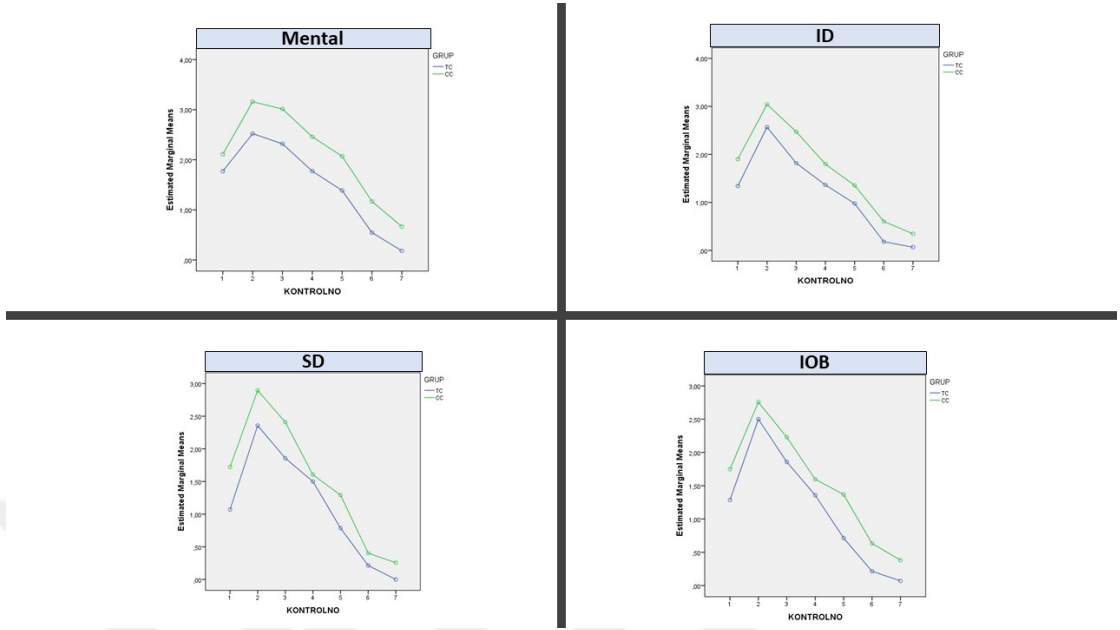 Mental
GRUP
TC
CC
4,00
3,00
2,00
1,00
,00
Estimated Marginal Means
1 2 3 4 5 6 7
KONTROLNO
ID
GRUP
TC
CC
4,00
3,00
2,00
1,00
,00
Estimated Marginal Means
1 2 3 4 5 6 7
KONTROLNO
SD
GRUP
TC
CC
3,00
2,50
2,00
1,50
1,00
,50
,00
Estimated Marginal Means
1 2 3 4 5 6 7
KONTROLNO
IOB
GRUP
TC
CC
3,00
2,50
2,00
1,50
1,00
,50
,00
Estimated Marginal Means
1 2 3 4 5 6 7
KONTROLNO